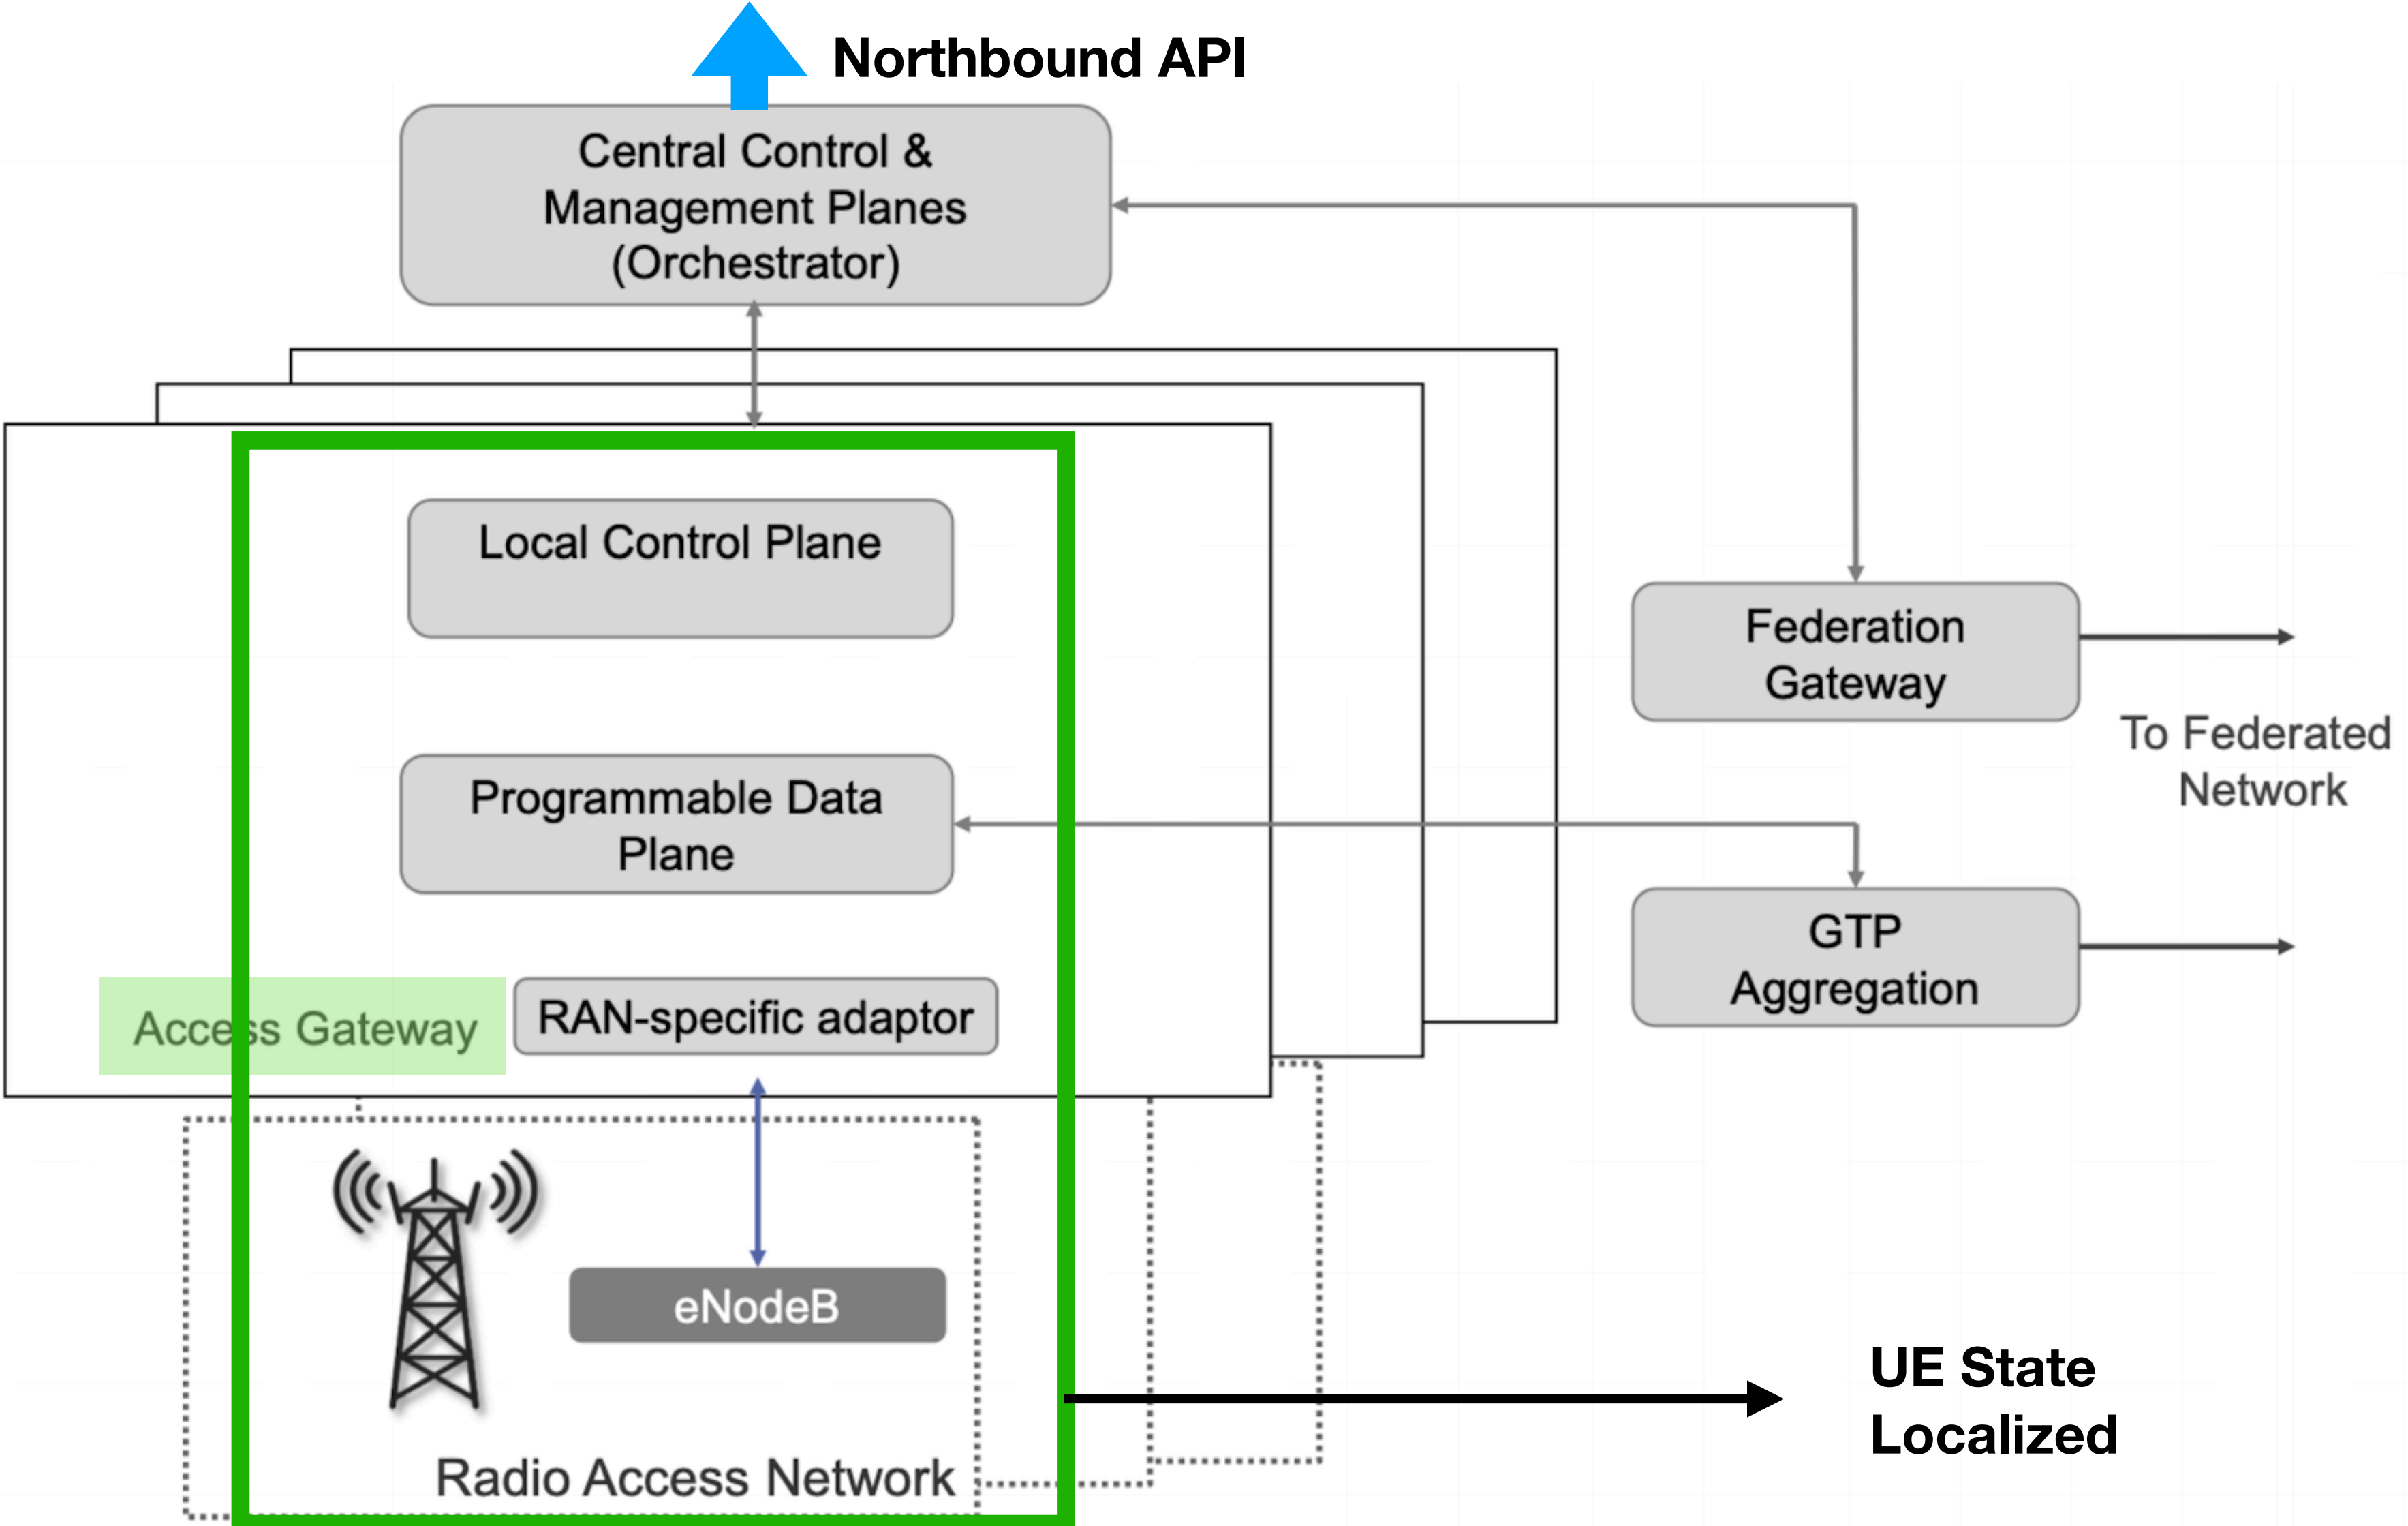 Northbound API
Central Control &
Management Planes
(Orchestrator)
Local Control Plane
Federation
Gateway
To Federated
Network
Programmable Data
Plane
GTP
Aggregation
Access Gateway
RAN-specific adaptor
eNodeB
UE State
Localized
Radio Access Network